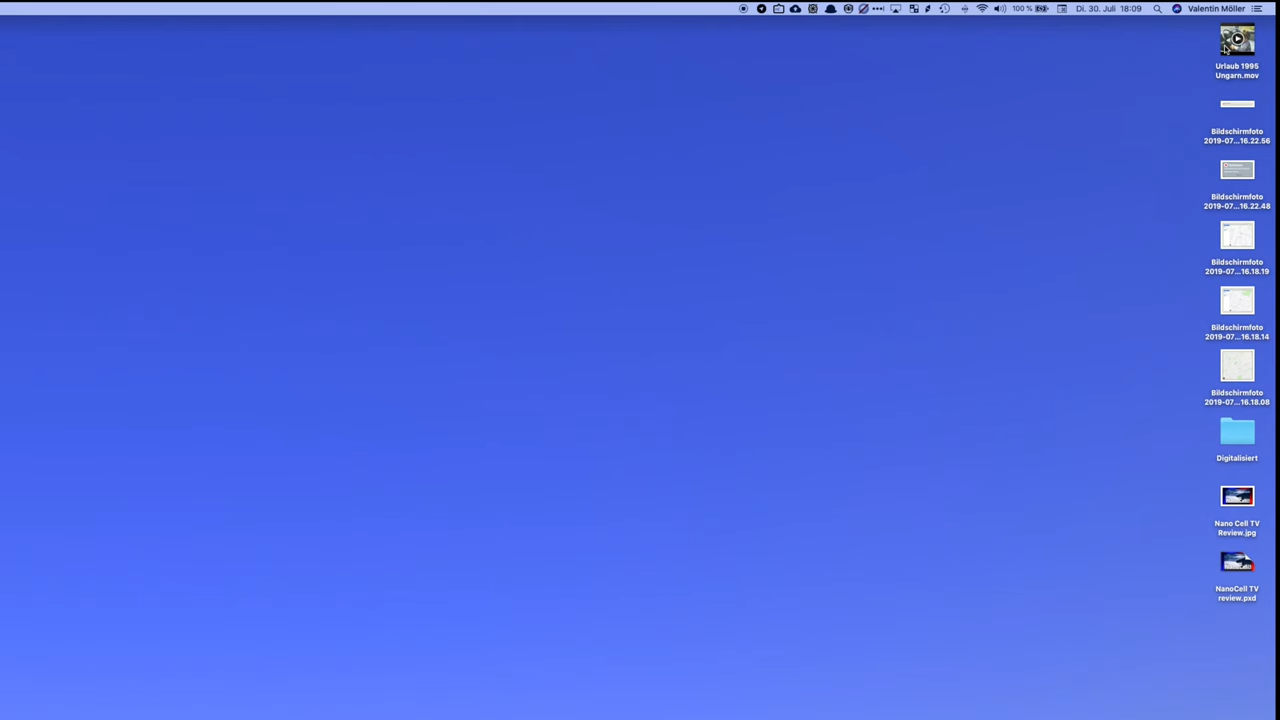 100 %
Di. 30. Juli 18:09
Valentin Möller
Urlaub 1995
Ungarn.mov
Bildschirmfoto
2019-07...16.22.56
Bildschirmfoto
2019-07...16.22.48
Bildschirmfoto
2019-07...16.18.19
Bildschirmfoto
2019-07...16.18.14
Bildschirmfoto
2019-07...16.18.08
Digitalisiert
Nano Cell TV
Review.jpg
NanoCell TV
review.pxd